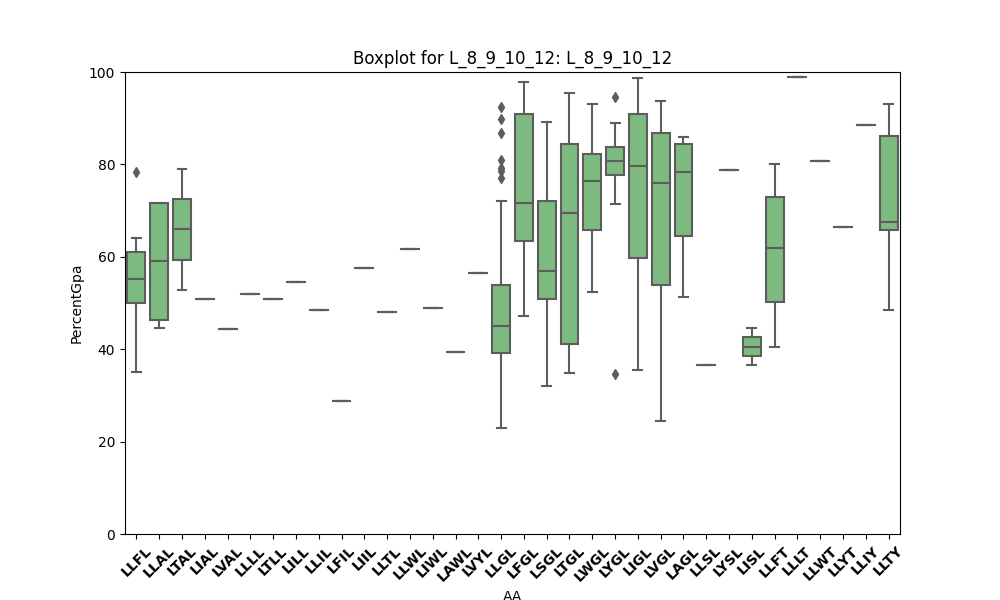 Boxplot for L_8_9_10_12: L_8_9_10_12
PercentGpa
100
80
60
40
20
0
LLFL LLAL LTAL LIAL LVAL LLLL LTLL LILL LLIL LFIL LIIL LLTL LLWL LIWL LAWL LVYL LLGL LFGL LSGL LTGL LWGL LYGL LIGL LVGL LAGL LLSL LYSL LISL LLFT LLLT LLWT LLYT LLIY LLTY
AA